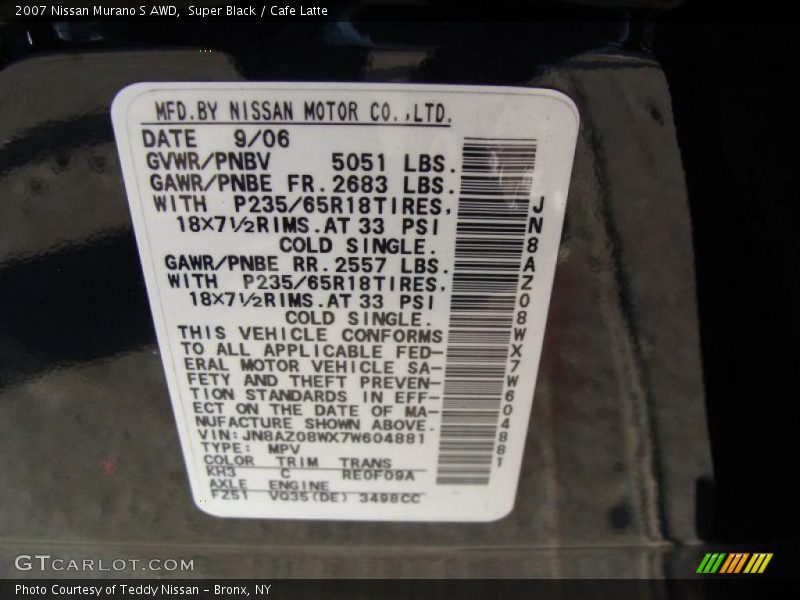 2007 Nissan Murano S AWD, Super Black / Cafe Latte
MFD.BY NISSAN MOTOR CO.,LTD.
DATE 9/06
GVWR/PNBV 5051 LBS.
GAWR/PNBE FR.2683 LBS.
WITH P235/65R18TIRES,
18X7½RIMS.AT 33 PSI
COLD SINGLE.
GAWR/PNBE RR.2557 LBS.
WITH P235/65R18TIRES,
18X7½RIMS.AT 33 PSI
COLD SINGLE.
THIS VEHICLE CONFORMS
TO ALL APPLICABLE FED-
ERAL MOTOR VEHICLE SA-
FETY AND THEFT PREVEN-
TION STANDARDS IN EFF-
ECT ON THE DATE OF MA-
NUFACTURE SHOWN ABOVE.
VIN:JN8AZ08WX7W604881
TYPE: MPV
COLOR TRIM TRANS
KH3 C RE0F09A
AXLE ENGINE
FZ51 VQ35(DE) 3498CC
JN8AZ08WX7W604881
GTCARLOT.COM
Photo Courtesy of Teddy Nissan - Bronx, NY